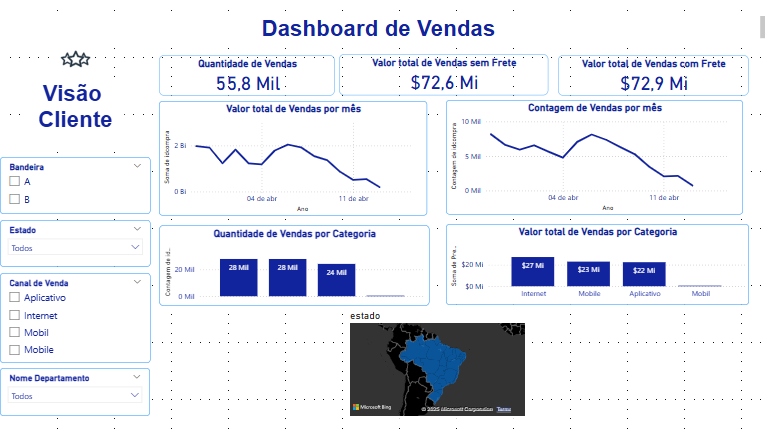 Dashboard de Vendas
Visão
Cliente
Quantidade de Vendas
55,8 Mil
Valor total de Vendas sem Frete
$72,6 Mi
Valor total de Vendas com Frete
$72,9 Mi
Bandeira
A
B
Estado
Todos
Canal de Venda
Aplicativo
Internet
Mobil
Mobile
Nome Departamento
Todos
Valor total de Vendas por mês
Soma de idcompra
2 Bi
0 Bi
04 de abr
11 de abr
Ano
Contagem de Vendas por mês
Contagem de idcompra
10 Mil
5 Mil
0 Mil
04 de abr
11 de abr
Ano
Quantidade de Vendas por Categoria
Contagem de id...
20 Mil
0 Mil
28 Mil
28 Mil
24 Mil
Valor total de Vendas por Categoria
Soma de Pre...
$20 Mi
$0 Mi
$27 Mi
$23 Mi
$22 Mi
Internet
Mobile
Aplicativo
Mobil
estado
Microsoft Bing
© 2025 Microsoft Corporation Terms